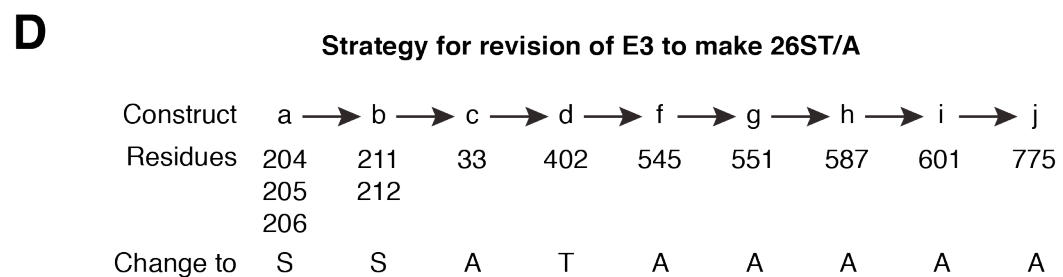 D
Strategy for revision of E3 to make 26ST/A
Construct a b c d f g h i j
Residues 204 211 33 402 545 551 587 601 775
205 212
206
Change to S S A T A A A A A